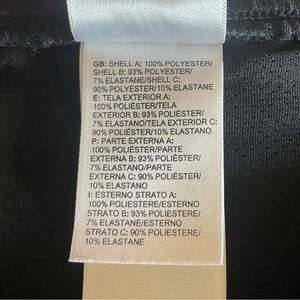 GB: SHELL A: 100% POLYESTER/
SHELL B: 93% POLYESTER/
7% ELASTANE/SHELL C:
90% POLYESTER/10% ELASTANE
E: TELA EXTERIOR A:
100% POLIÉSTER/TELA
EXTERIOR B: 93% POLIÉSTER/
7% ELASTANO/TELA EXTERIOR C:
90% POLIÉSTER/10% ELASTANO
P: PARTE EXTERNA A:
100% POLIÉSTER/PARTE
EXTERNA B: 93% POLIÉSTER/
7% ELASTANO/PARTE
EXTERNA C: 90% POLIÉSTER/
10% ELASTANO
I: ESTERNO STRATO A:
100% POLIESTERE/ESTERNO
STRATO B: 93% POLIESTERE/
7% ELASTANE/ESTERNO
STRATO C: 90% POLIESTERE/
10% ELASTANE